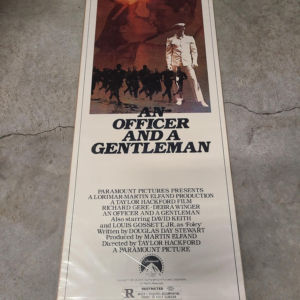 AN
OFFICER
AND A
GENTLEMAN
PARAMOUNT PICTURES PRESENTS
A LORIMAR-MARTIN ELFAND PRODUCTION
A TAYLOR HACKFORD FILM
RICHARD GERE · DEBRA WINGER
AN OFFICER AND A GENTLEMAN
Also starring DAVID KEITH
and LOUIS GOSSETT, JR. as 'Foley'
Written by DOUGLAS DAY STEWART
Produced by MARTIN ELFAND
Directed by TAYLOR HACKFORD
A PARAMOUNT PICTURE
R RESTRICTED